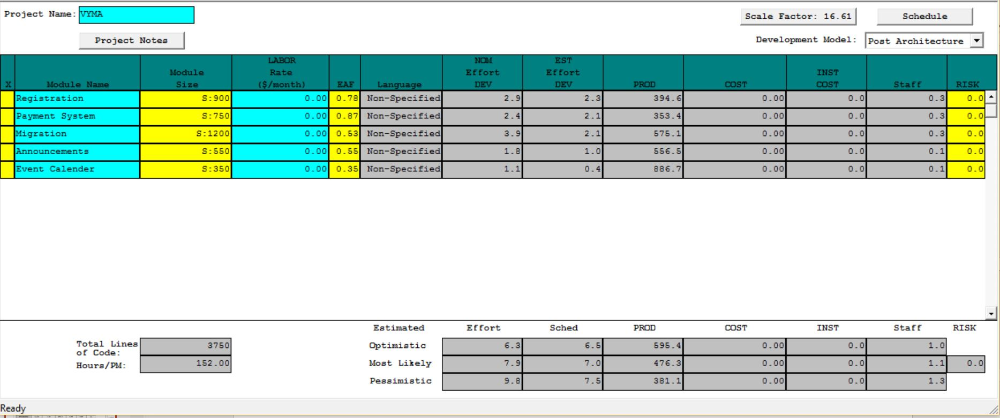 Project Name: VYMA
Scale Factor: 16.61 Schedule
Project Notes
Development Model: Post Architecture
X Module Name Module Size LABOR Rate ($/month) EAF Language NOM Effort DEV EST Effort DEV PROD COST INST COST Staff RISK
Registration S:900 0.00 0.78 Non-Specified 2.9 2.3 394.6 0.00 0.0 0.3 0.0
Payment System S:750 0.00 0.87 Non-Specified 2.4 2.1 353.4 0.00 0.0 0.3 0.0
Migration S:1200 0.00 0.53 Non-Specified 3.9 2.1 575.1 0.00 0.0 0.3 0.0
Announcements S:550 0.00 0.55 Non-Specified 1.8 1.0 556.5 0.00 0.0 0.1 0.0
Event Calender S:350 0.00 0.35 Non-Specified 1.1 0.4 886.7 0.00 0.0 0.1 0.0
Estimated Effort Sched PROD COST INST Staff RISK
Total Lines of Code: 3750 Optimistic 6.3 6.5 595.4 0.00 0.0 1.0
Hours/PM: 152.00 Most Likely 7.9 7.0 476.3 0.00 0.0 1.1 0.0
Pessimistic 9.8 7.5 381.1 0.00 0.0 1.3
Ready